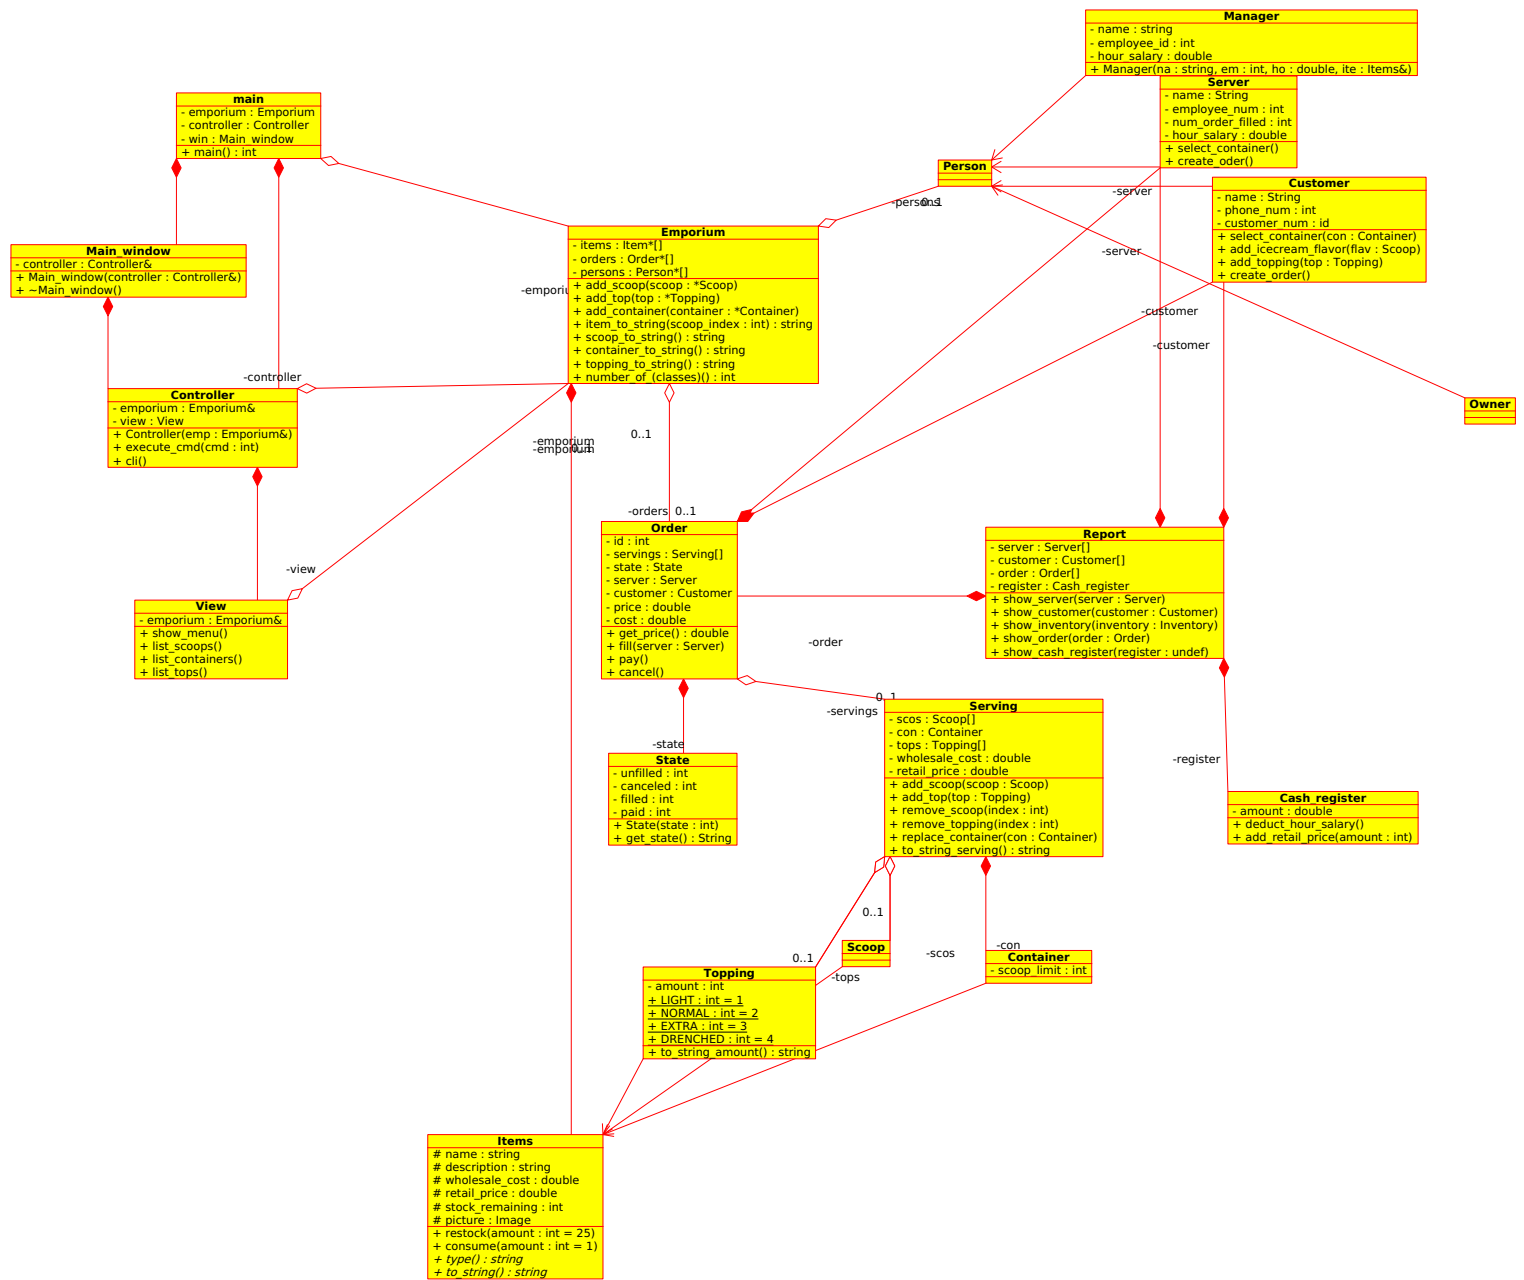 Manager
- name : string
- employee_id : int
- hour_salary : double
+ Manager(na : string, em : int, ho : double, ite : Items&)
Server
- name : String
- employee_num : int
- num_order_filled : int
- hour_salary : double
+ select_container()
+ create_oder()
main
- emporium : Emporium
- controller : Controller
- win : Main_window
+ main() : int
Person
Customer
- name : String
- phone_num : int
- customer_num : id
+ select_container(con : Container)
+ add_icecream_flavor(flav : Scoop)
+ add_topping(top : Topping)
+ create_order()
-server
-persons
0..1
-server
Main_window
- controller : Controller&
+ Main_window(controller : Controller&)
+ ~Main_window()
Emporium
- items : Item*[]
- orders : Order*[]
- persons : Person*[]
+ add_scoop(scoop : *Scoop)
+ add_top(top : *Topping)
+ add_container(container : *Container)
+ item_to_string(scoop_index : int) : string
+ scoop_to_string() : string
+ container_to_string() : string
+ topping_to_string() : string
+ number_of_(classes)() : int
-customer
-customer
-controller
Controller
- emporium : Emporium&
- view : View
+ Controller(emp : Emporium&)
+ execute_cmd(cmd : int)
+ cli()
Owner
-emporium
-emporium
0..1
0..1
-orders
0..1
Order
- id : int
- servings : Serving[]
- state : State
- server : Server
- customer : Customer
- price : double
- cost : double
+ get_price() : double
+ fill(server : Server)
+ pay()
+ cancel()
Report
- server : Server[]
- customer : Customer[]
- order : Order[]
- register : Cash_register
+ show_server(server : Server)
+ show_customer(customer : Customer)
+ show_inventory(inventory : Inventory)
+ show_order(order : Order)
+ show_cash_register(register : undef)
-view
View
- emporium : Emporium&
+ show_menu()
+ list_scoops()
+ list_containers()
+ list_tops()
-order
0..1
-servings
Serving
- scos : Scoop[]
- con : Container
- tops : Topping[]
- wholesale_cost : double
- retail_price : double
+ add_scoop(scoop : Scoop)
+ add_top(top : Topping)
+ remove_scoop(index : int)
+ remove_topping(index : int)
+ replace_container(con : Container)
+ to_string_serving() : string
-state
State
- unfilled : int
- canceled : int
- filled : int
- paid : int
+ State(state : int)
+ get_state() : String
-register
Cash_register
- amount : double
+ deduct_hour_salary()
+ add_retail_price(amount : int)
0..1
Scoop
-scos
-con
Container
- scoop_limit : int
0..1
-tops
Topping
- amount : int
+ LIGHT : int = 1
+ NORMAL : int = 2
+ EXTRA : int = 3
+ DRENCHED : int = 4
+ to_string_amount() : string
Items
# name : string
# description : string
# wholesale_cost : double
# retail_price : double
# stock_remaining : int
# picture : Image
+ restock(amount : int = 25)
+ consume(amount : int = 1)
+ type() : string
+ to_string() : string